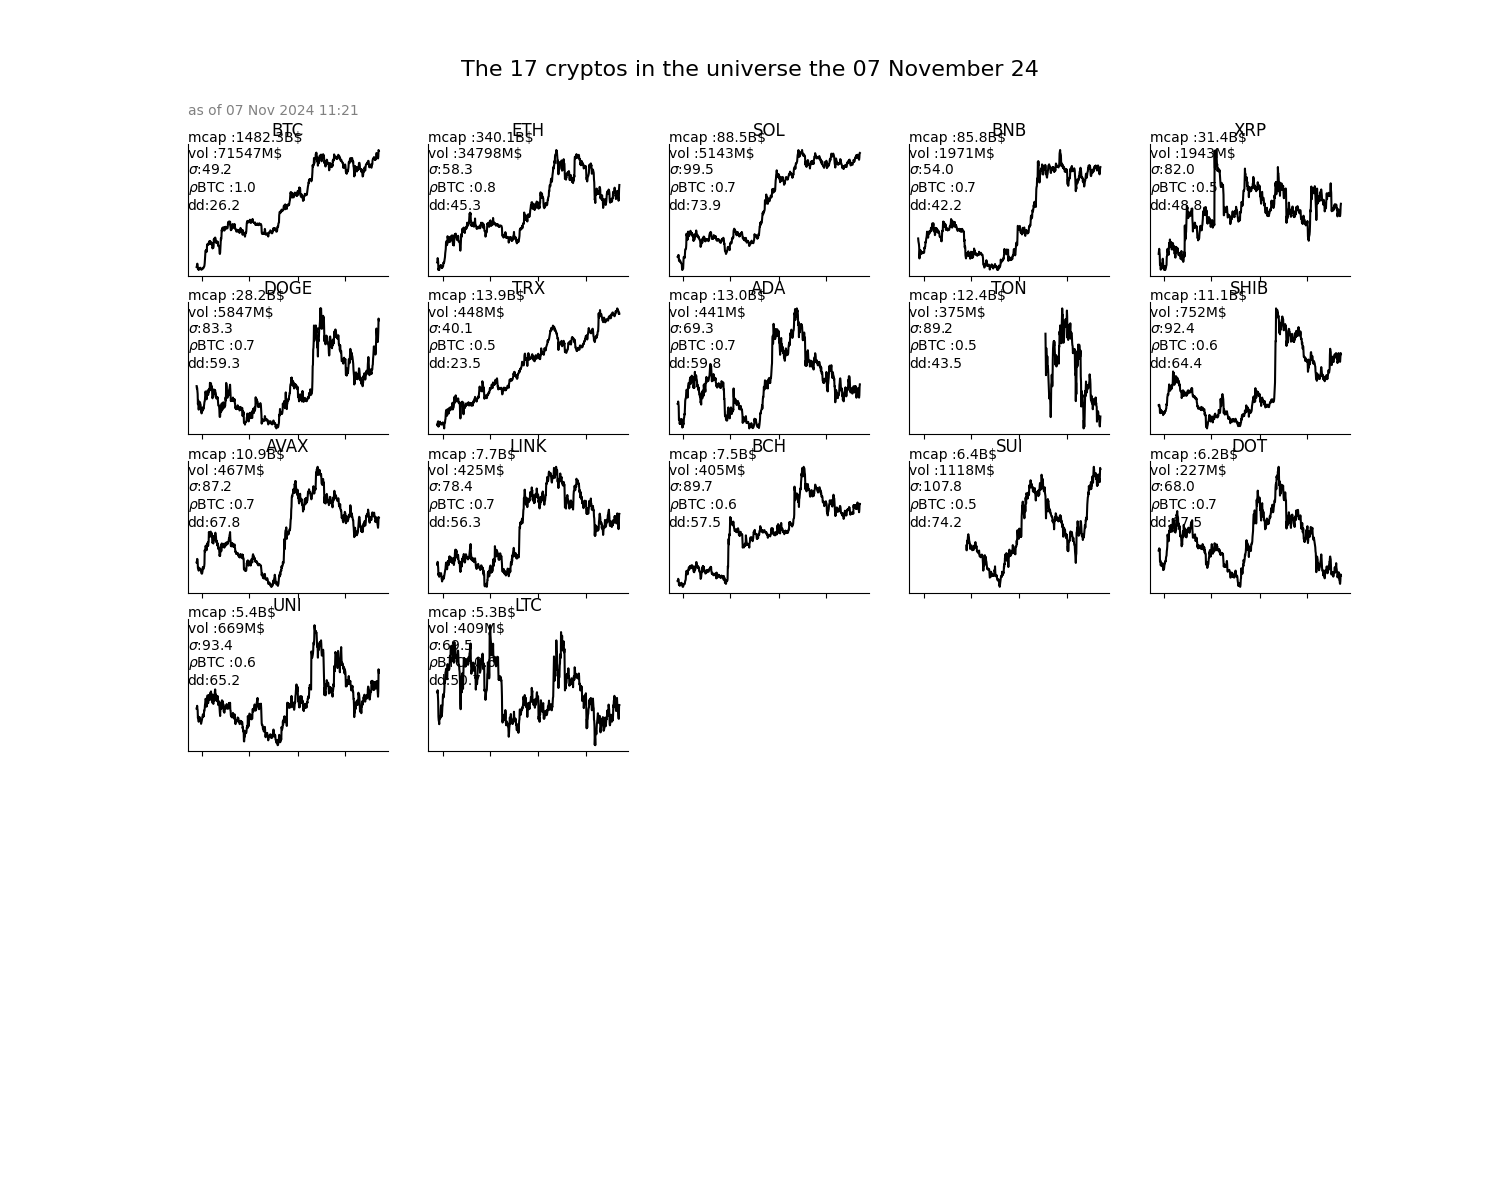 The 17 cryptos in the universe the 07 November 24
as of 07 Nov 2024 11:21
BTC
mcap :1482.3B$
vol :71547M$
σ:49.2
ρBTC :1.0
dd:26.2
ETH
mcap :340.1B$
vol :34798M$
σ:58.3
ρBTC :0.8
dd:45.3
SOL
mcap :88.5B$
vol :5143M$
σ:99.5
ρBTC :0.7
dd:73.9
BNB
mcap :85.8B$
vol :1971M$
σ:54.0
ρBTC :0.7
dd:42.2
XRP
mcap :31.4B$
vol :1943M$
σ:82.0
ρBTC :0.5
dd:48.8
DOGE
mcap :28.2B$
vol :5847M$
σ:83.3
ρBTC :0.7
dd:59.3
TRX
mcap :13.9B$
vol :448M$
σ:40.1
ρBTC :0.5
dd:23.5
ADA
mcap :13.0B$
vol :441M$
σ:69.3
ρBTC :0.7
dd:59.8
TON
mcap :12.4B$
vol :375M$
σ:89.2
ρBTC :0.5
dd:43.5
SHIB
mcap :11.1B$
vol :752M$
σ:92.4
ρBTC :0.6
dd:64.4
AVAX
mcap :10.9B$
vol :467M$
σ:87.2
ρBTC :0.7
dd:67.8
LINK
mcap :7.7B$
vol :425M$
σ:78.4
ρBTC :0.7
dd:56.3
BCH
mcap :7.5B$
vol :405M$
σ:89.7
ρBTC :0.6
dd:57.5
SUI
mcap :6.4B$
vol :1118M$
σ:107.8
ρBTC :0.5
dd:74.2
DOT
mcap :6.2B$
vol :227M$
σ:68.0
ρBTC :0.7
UNI
mcap :5.4B$
vol :669M$
σ:93.4
ρBTC :0.6
dd:65.2
LTC
mcap :5.3B$
vol :409M$